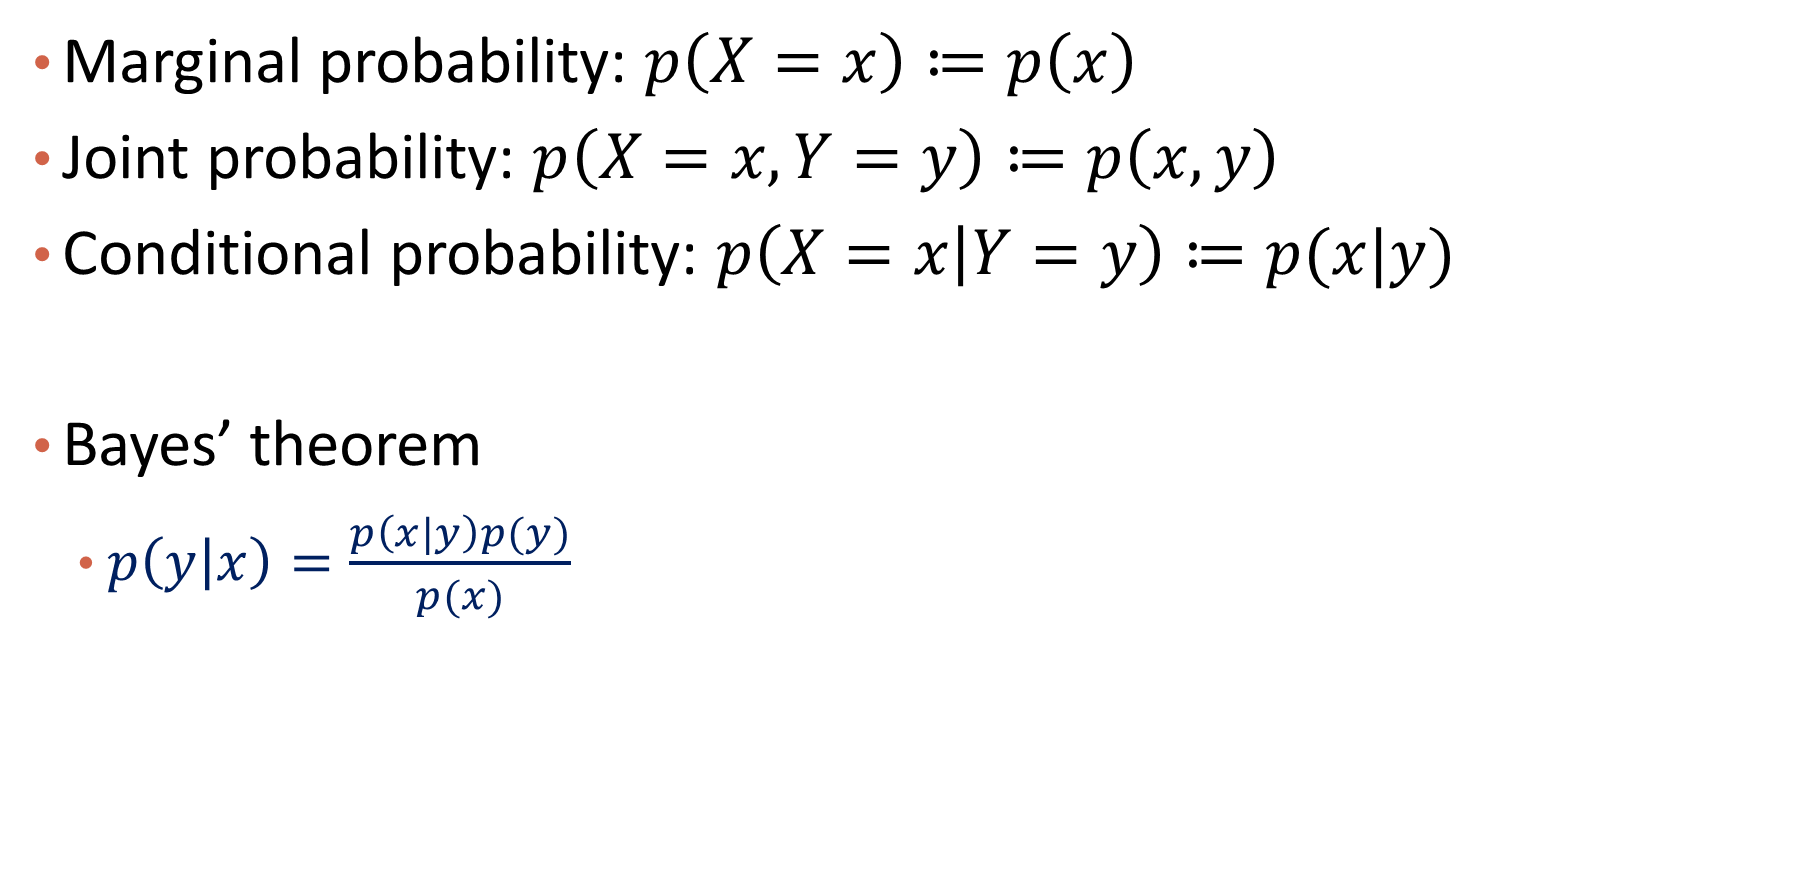 • Marginal probability: p(X = x) ≔ p(x)
• Joint probability: p(X = x, Y = y) ≔ p(x, y)
• Conditional probability: p(X = x|Y = y) ≔ p(x|y)
• Bayes’ theorem
• p(y|x) = p(x|y)p(y) / p(x)